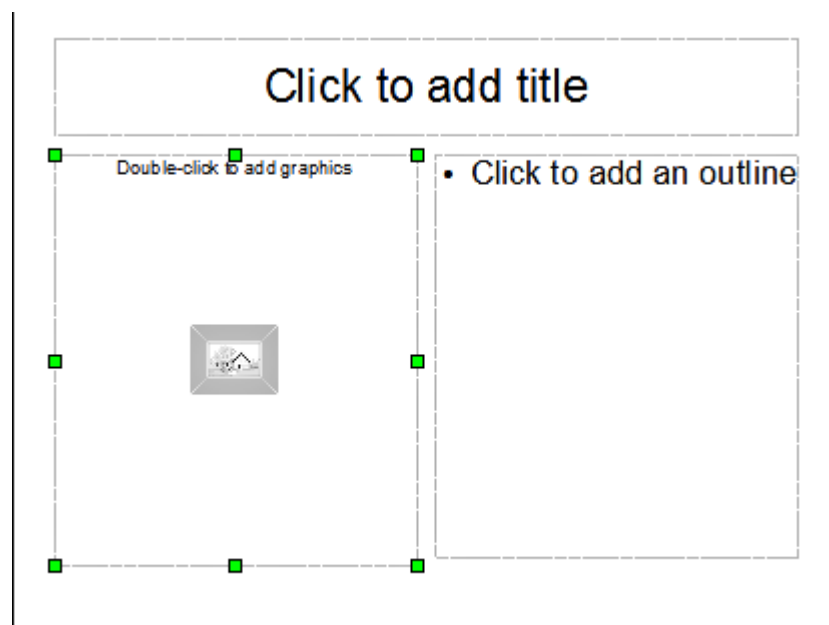 Click to add title
Double-click to add graphics
• Click to add an outline